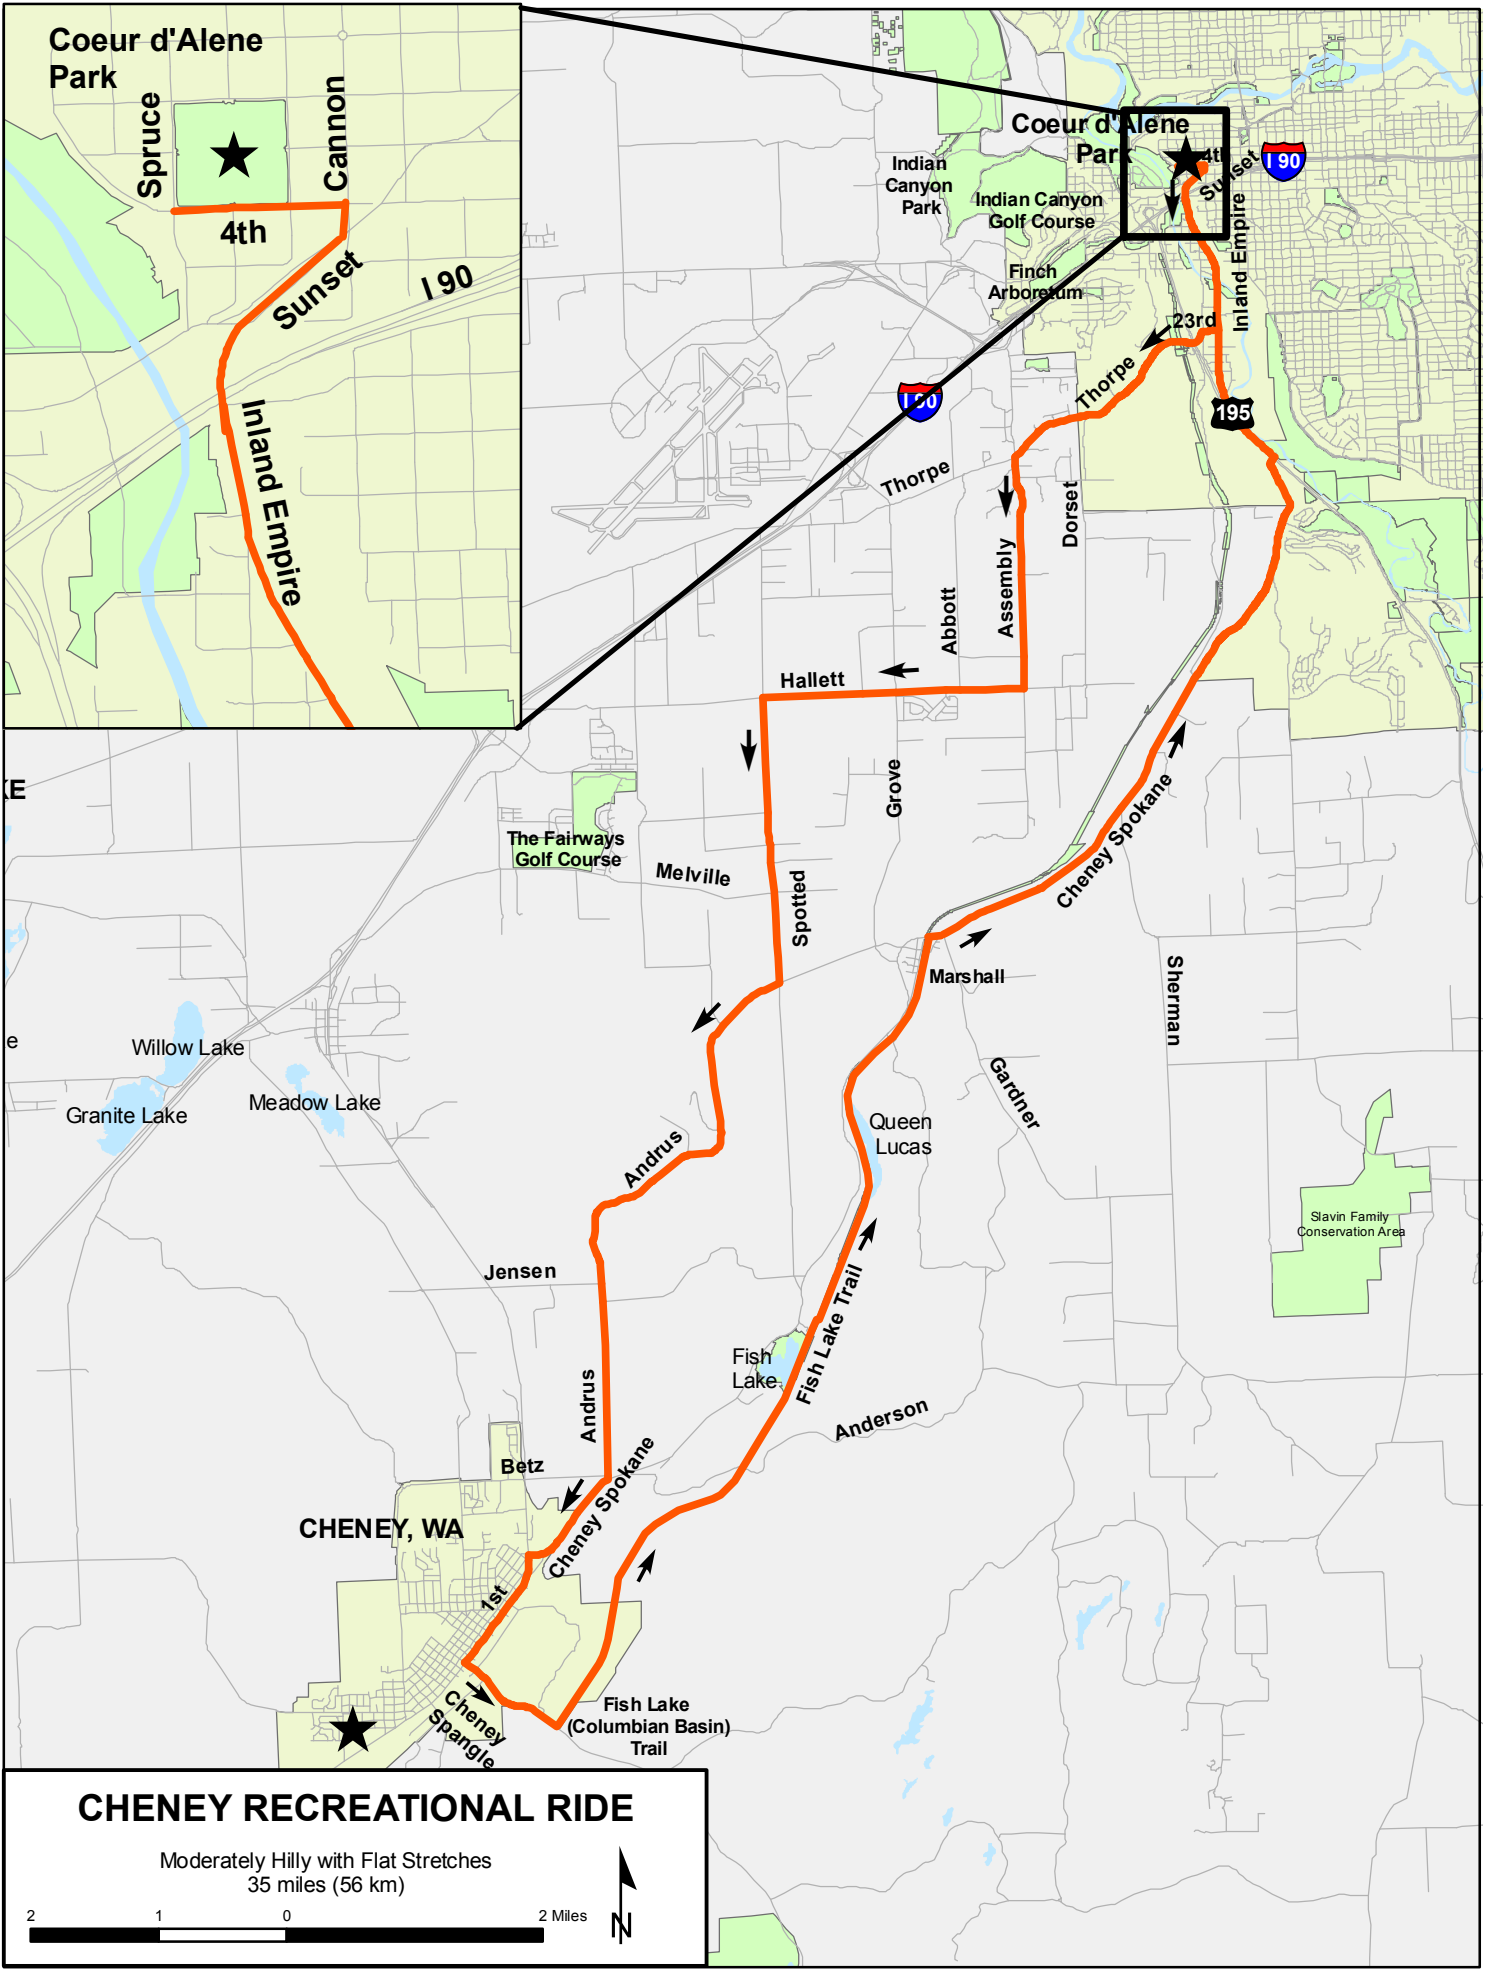 Coeur d'Alene
Park
Spruce
Cannon
4th
Sunset
I 90
Inland Empire
Coeur d'Alene
Park
4th
Sunset
I 90
Indian
Canyon
Park
Indian Canyon
Golf Course
Inland Empire
Finch
Arboretum
23rd
Thorpe
I 90
195
Thorpe
Dorset
Assembly
Abbott
Hallett
KE
Grove
The Fairways
Golf Course
Melville
Spotted
Cheney Spokane
Marshall
Sherman
e
Willow Lake
Granite Lake
Meadow Lake
Gardner
Queen
Lucas
Andrus
Slavin Family
Conservation Area
Jensen
Fish Lake Trail
Fish
Lake
Andrus
Anderson
Betz
Cheney Spokane
CHENEY, WA
1st
Cheney
Spangle
Fish Lake
(Columbian Basin)
Trail
CHENEY RECREATIONAL RIDE
Moderately Hilly with Flat Stretches
35 miles (56 km)
2 1 0 2 Miles
N